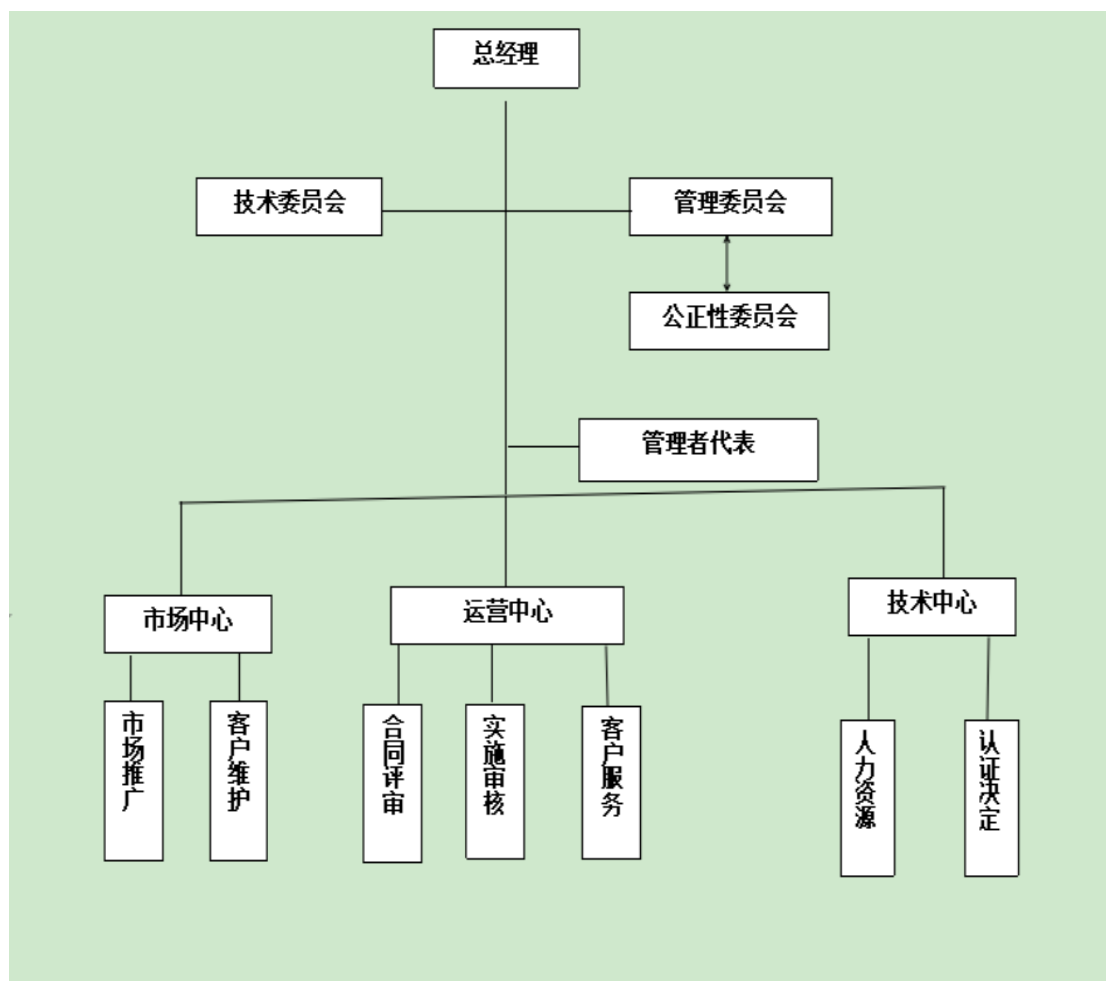 总经理
技术委员会
管理委员会
公正性委员会
管理者代表
市场中心
运营中心
技术中心
市场推广
客户维护
合同评审
实施审核
客户服务
人力资源
认证决定